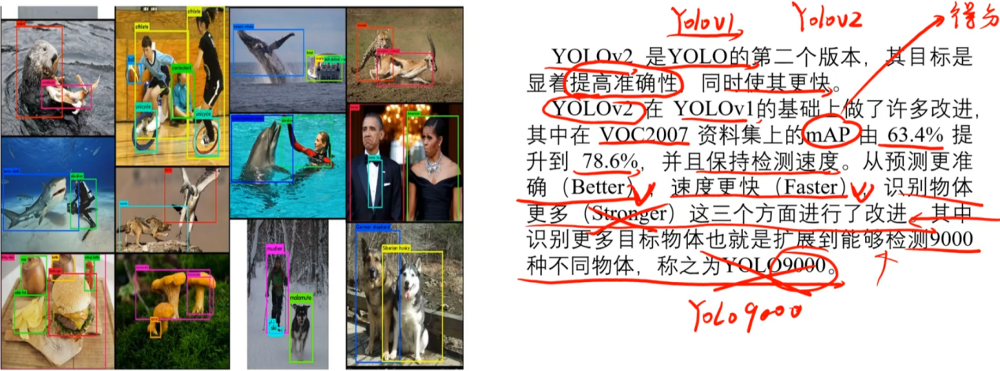 athlete
athlete
unicycle
unicycle
German shepherd
Siberian husky
musher
malamute
ski
Yolov1
Yolov2
得分
YOLOv2 是YOLO的第二个版本，其目标是
显着提高准确性 同时使其更快。
YOLOv2 在 YOLOv1的基础上做了许多改进，
其中在 VOC2007 资料集上的mAP 由 63.4% 提
升到 78.6%，并且保持检测速度。从预测更准
确（Better），速度更快（Faster），识别物体
更多（Stronger）这三个方面进行了改进，其中
识别更多目标物体也就是扩展到能够检测9000
种不同物体，称之为YOLO9000。
Yolo9000